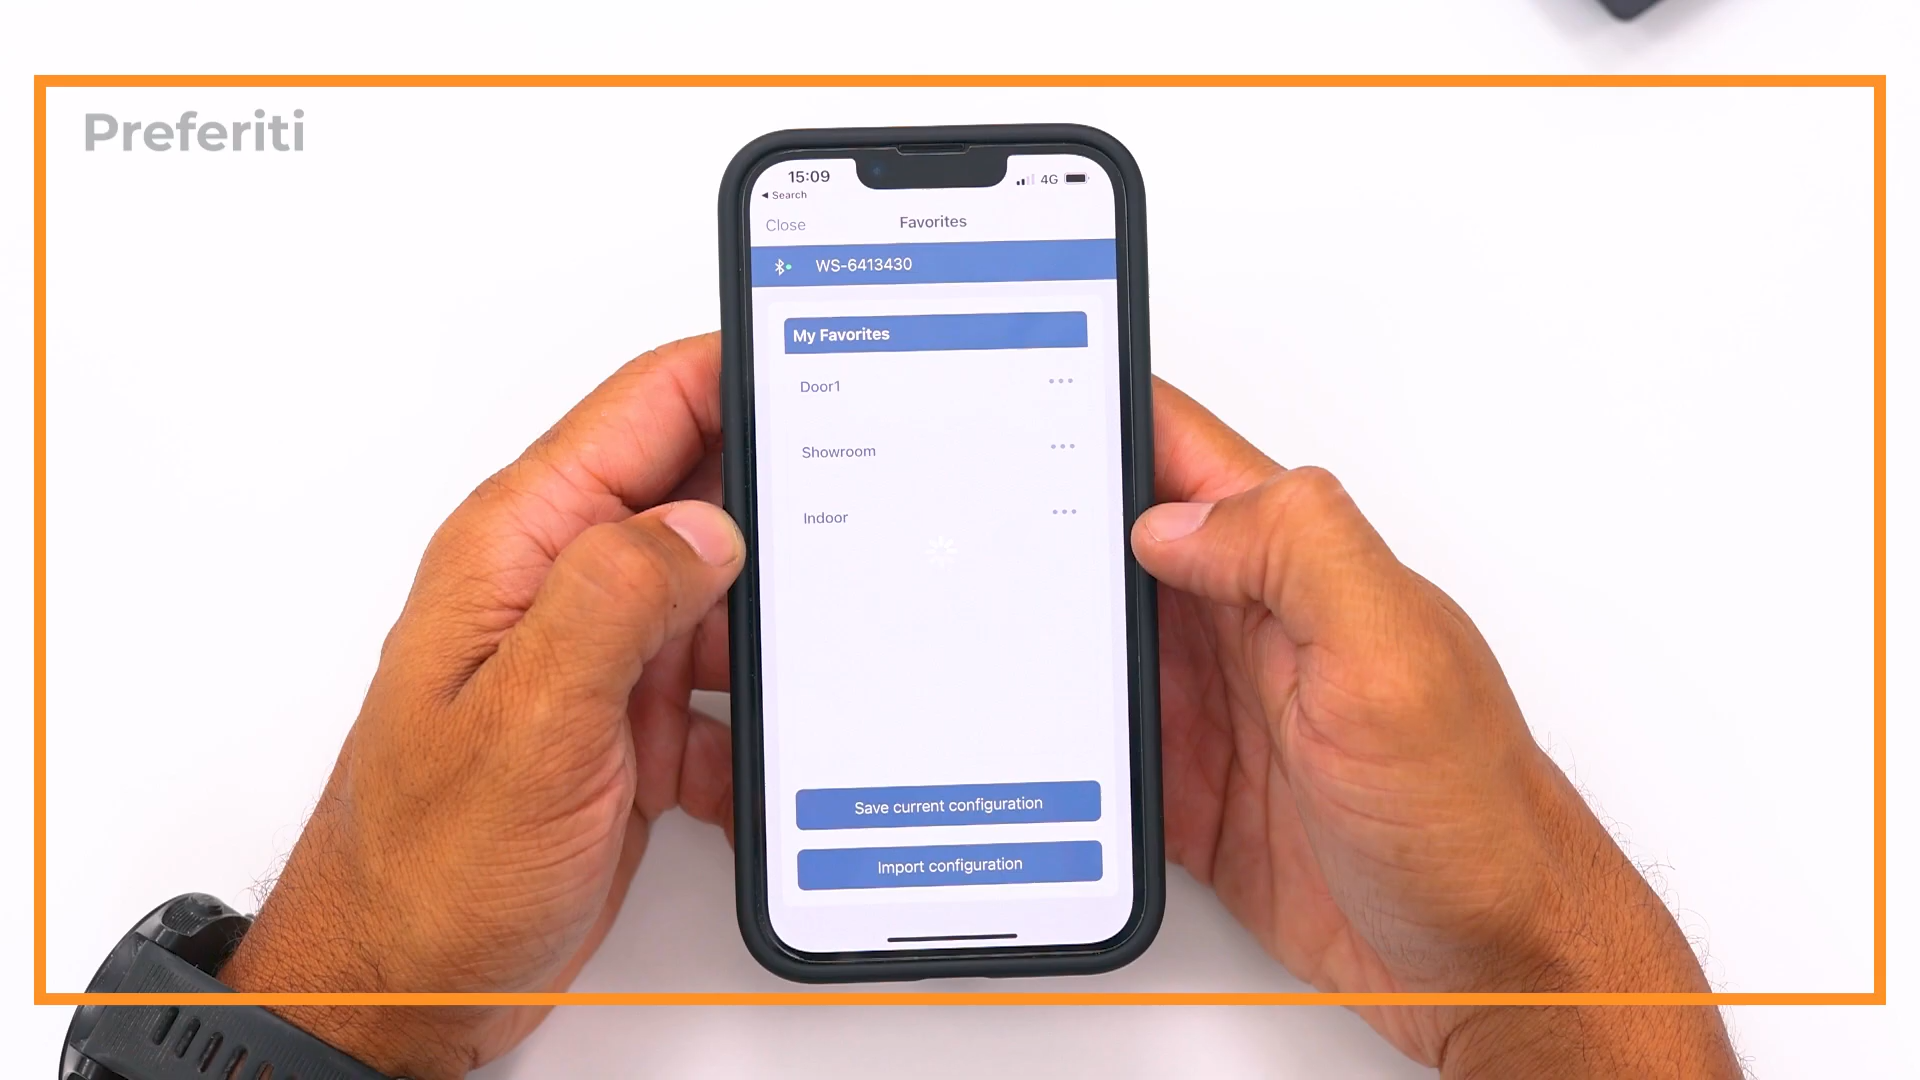 Preferiti
15:09
4G
◄ Search
Close
Favorites
WS-6413430
My Favorites
Door1
Showroom
Indoor
Save current configuration
Import configuration